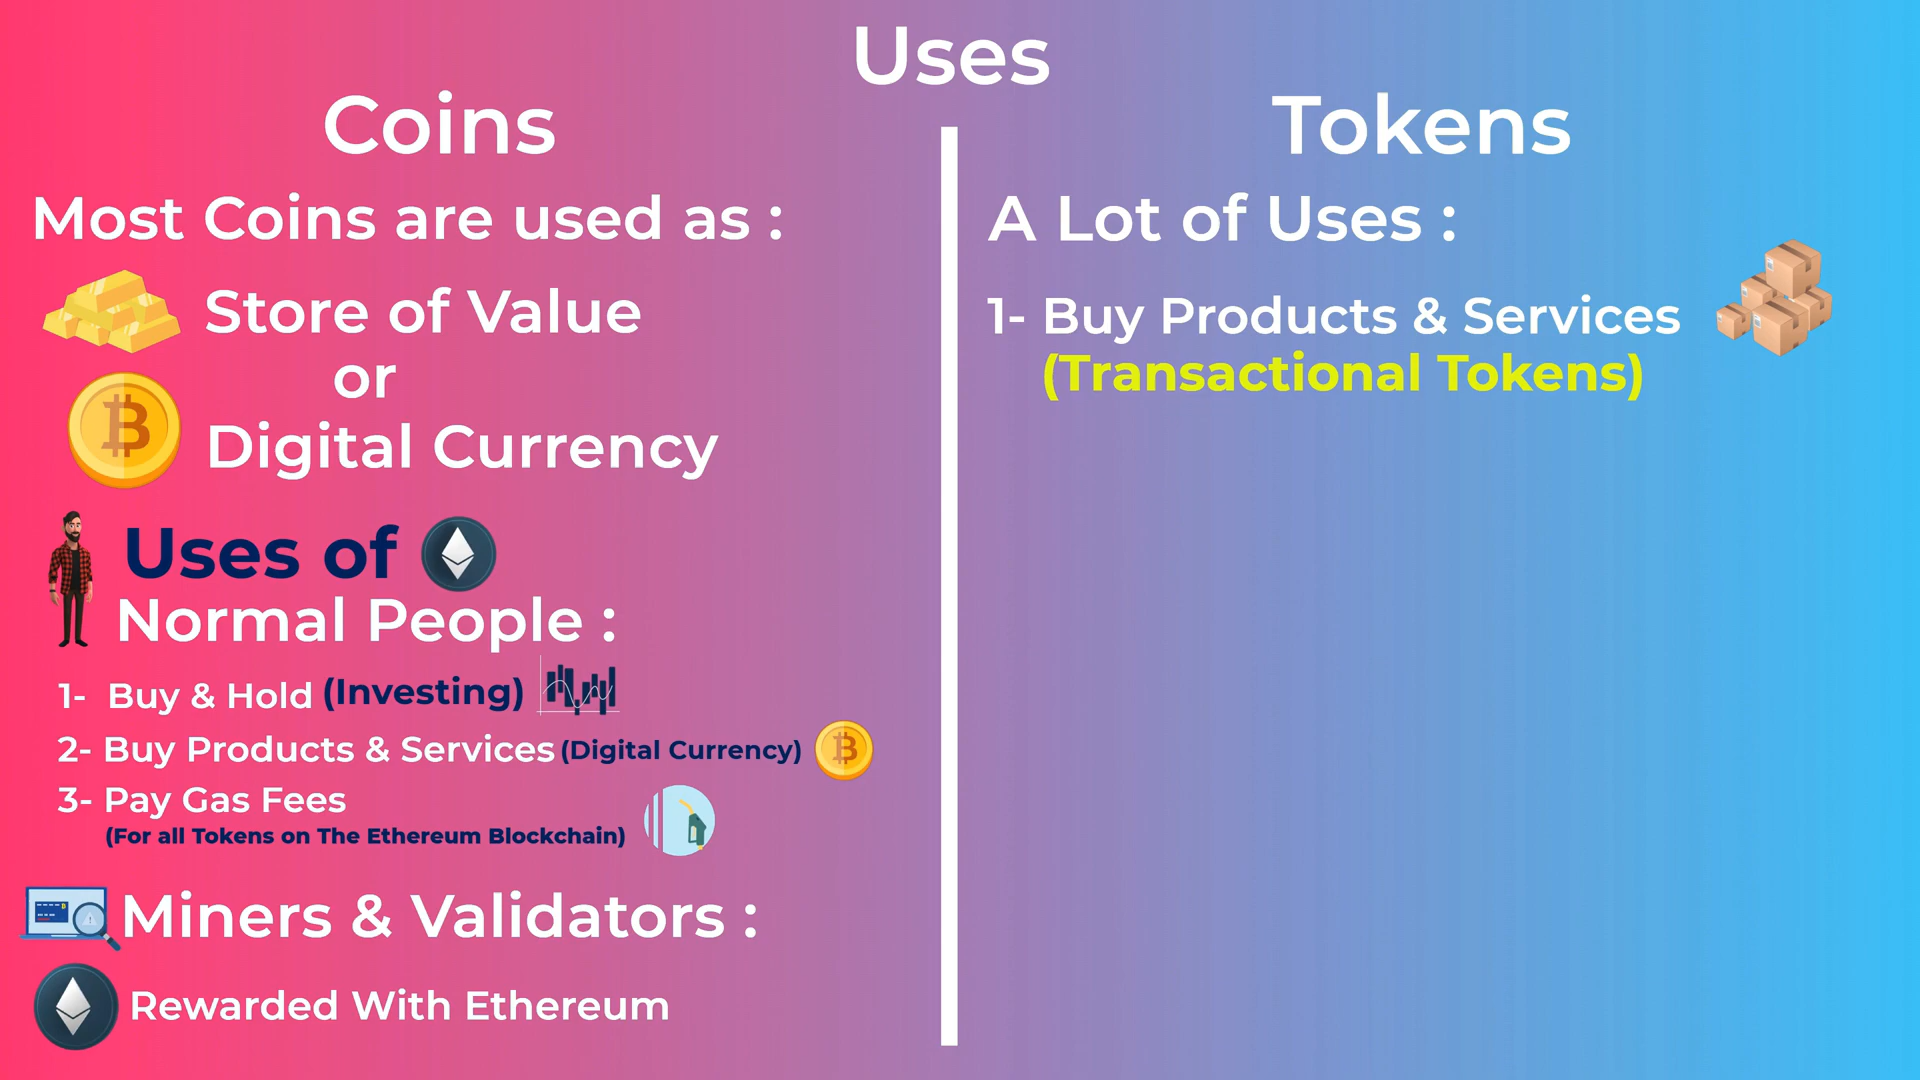 Uses
Coins
Most Coins are used as :
Store of Value
or
Digital Currency
Uses of
Normal People :
1- Buy & Hold (Investing)
2- Buy Products & Services (Digital Currency)
3- Pay Gas Fees
(For all Tokens on The Ethereum Blockchain)
Miners & Validators :
Rewarded With Ethereum
Tokens
A Lot of Uses :
1- Buy Products & Services
(Transactional Tokens)